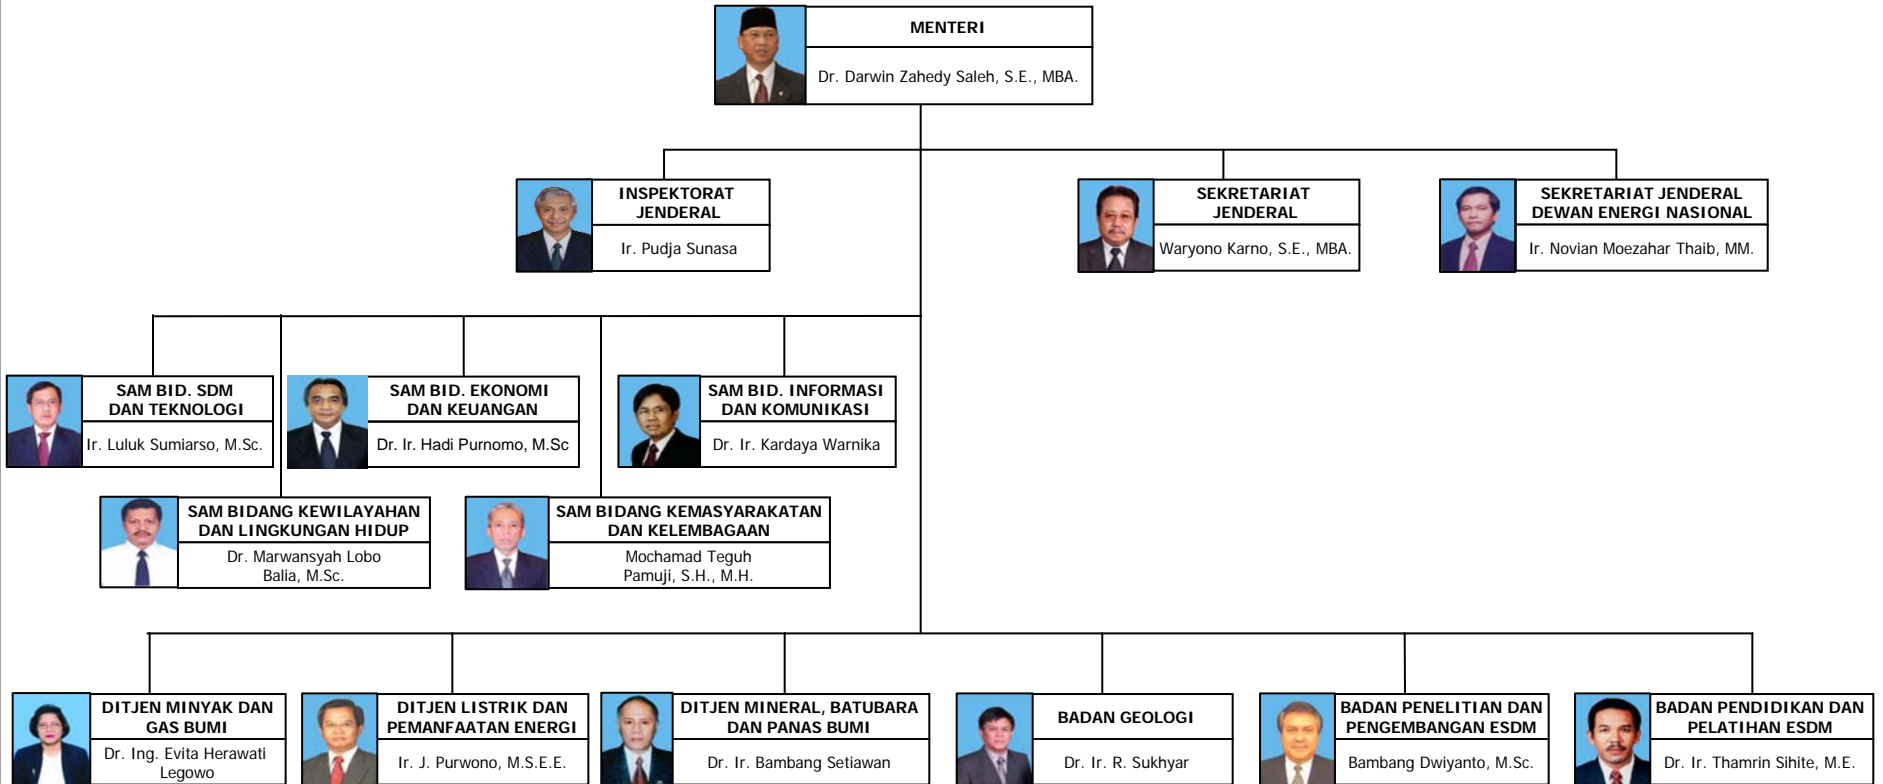 MENTERI
Dr. Darwin Zahedy Saleh, S.E., MBA.
INSPEKTORAT
JENDERAL
Ir. Pudja Sunasa
SEKRETARIAT
JENDERAL
Waryono Karno, S.E., MBA.
SEKRETARIAT JENDERAL
DEWAN ENERGI NASIONAL
Ir. Novian Moezahar Thaib, MM.
SAM BID. SDM
DAN TEKNOLOGI
Ir. Luluk Sumiarso, M.Sc.
SAM BID. EKONOMI
DAN KEUANGAN
Dr. Ir. Hadi Purnomo, M.Sc
SAM BID. INFORMASI
DAN KOMUNIKASI
Dr. Ir. Kardaya Warnika
SAM BIDANG KEWILAYAHAN
DAN LINGKUNGAN HIDUP
Dr. Marwansyah Lobo
Balia, M.Sc.
SAM BIDANG KEMASYARAKATAN
DAN KELEMBAGAAN
Mochamad Teguh
Pamuji, S.H., M.H.
DITJEN MINYAK DAN
GAS BUMI
Dr. Ing. Evita Herawati
Legowo
DITJEN LISTRIK DAN
PEMANFAATAN ENERGI
Ir. J. Purwono, M.S.E.E.
DITJEN MINERAL, BATUBARA
DAN PANAS BUMI
Dr. Ir. Bambang Setiawan
BADAN GEOLOGI
Dr. Ir. R. Sukhyar
BADAN PENELITIAN DAN
PENGEMBANGAN ESDM
Bambang Dwiyanto, M.Sc.
BADAN PENDIDIKAN DAN
PELATIHAN ESDM
Dr. Ir. Thamrin Sihite, M.E.